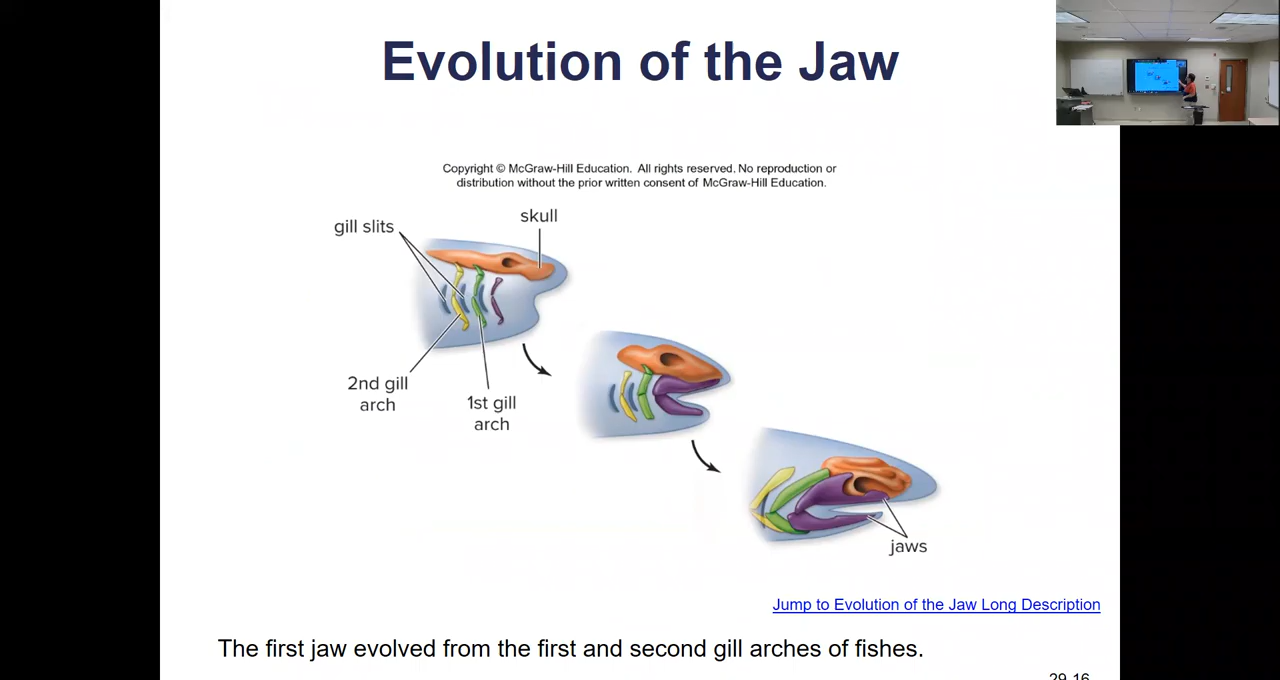 Evolution of the Jaw
Copyright © McGraw-Hill Education. All rights reserved. No reproduction or
distribution without the prior written consent of McGraw-Hill Education.
skull
gill slits
2nd gill
arch
1st gill
arch
jaws
Jump to Evolution of the Jaw Long Description
The first jaw evolved from the first and second gill arches of fishes.
29-16